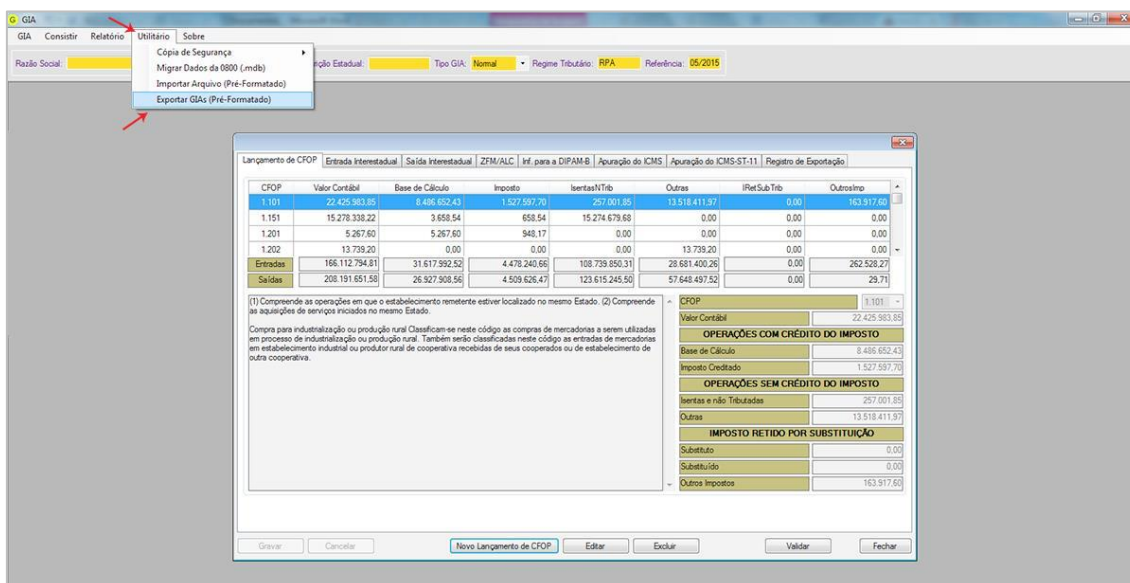 GIA
GIA Consistir Relatório Utilitário Sobre
Cópia de Segurança
Migrar Dados da 0800 (.mdb)
Importar Arquivo (Pré-Formatado)
Exportar GIAs (Pré-Formatado)
Razão Social: Estadual: Tipo GIA: Normal Regime Tributário: RPA Referência: 05/2015
Lançamento de CFOP Entrada Interestadual Saída Interestadual ZFM/ALC Inf. para a DIPAM-B Apuração do ICMS Apuração do ICMS-ST-11 Registro de Exportação
CFOP Valor Contábil Base de Cálculo Imposto IsentasNTrib Outras IRetSubTrib OutrosImp
1.101 22.425.983,85 8.486.652,43 1.527.597,70 257.001,85 13.518.411,97 0,00 163.917,60
1.151 15.278.338,22 3.658,54 658,54 15.274.679,68 0,00 0,00 0,00
1.201 5.267,60 5.267,60 948,17 0,00 0,00 0,00 0,00
1.202 13.739,20 0,00 0,00 0,00 13.739,20 0,00 0,00
Entradas 166.112.794,81 31.617.992,52 4.478.240,66 108.739.850,31 28.681.400,26 0,00 262.528,27
Saídas 208.191.651,58 26.927.908,56 4.509.626,47 123.615.245,50 57.648.497,52 0,00 29,71
(1) Compreende as operações em que o estabelecimento remetente estiver localizado no mesmo Estado. (2) Compreende
as aquisições de serviços iniciados no mesmo Estado.
Compra para industrialização ou produção rural Classificam-se neste código as compras de mercadorias a serem utilizadas
em processo de industrialização ou produção rural. Também serão classificadas neste código as entradas de mercadorias
em estabelecimento industrial ou produtor rural de cooperativa recebidas de seus cooperados ou de estabelecimento de
outra cooperativa.
CFOP 1.101
Valor Contábil 22.425.983,85
OPERAÇÕES COM CRÉDITO DO IMPOSTO
Base de Cálculo 8.486.652,43
Imposto Creditado 1.527.597,70
OPERAÇÕES SEM CRÉDITO DO IMPOSTO
Isentas e não Tributadas 257.001,85
Outras 13.518.411,97
IMPOSTO RETIDO POR SUBSTITUIÇÃO
Substituto 0,00
Substituído 0,00
Outros Impostos 163.917,60
Gravar Cancelar Novo Lançamento de CFOP Editar Excluir Validar Fechar